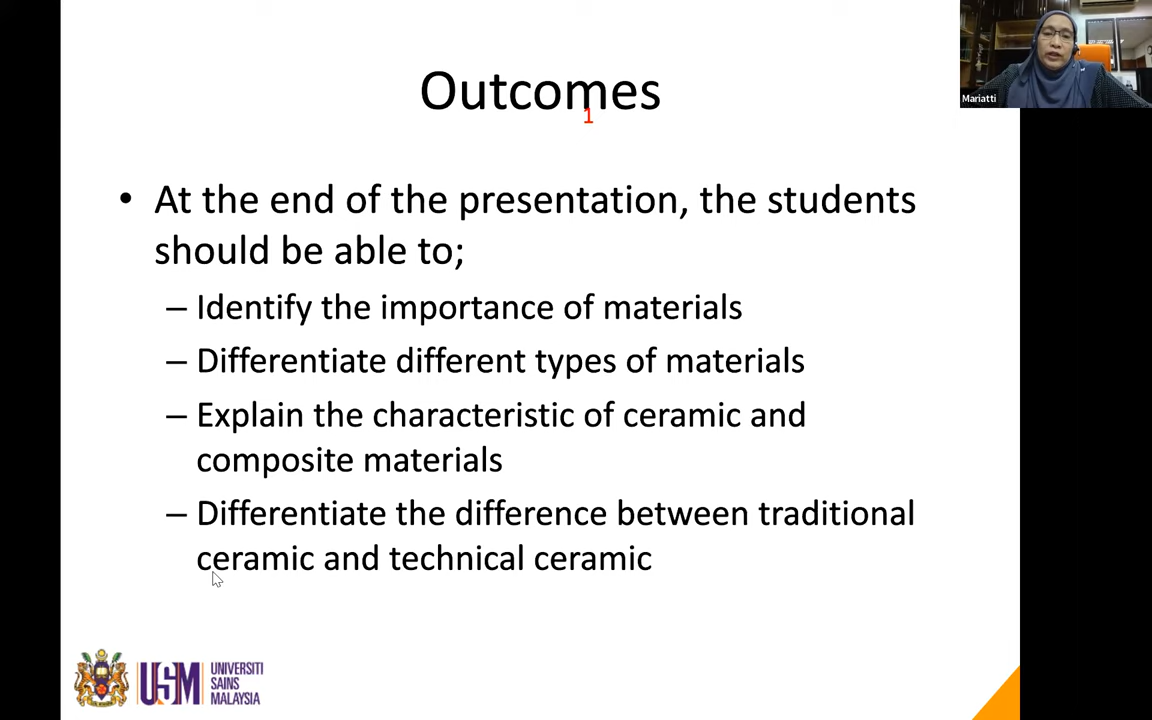 Outcomes
1
Mariatti
• At the end of the presentation, the students
should be able to;
– Identify the importance of materials
– Differentiate different types of materials
– Explain the characteristic of ceramic and
composite materials
– Differentiate the difference between traditional
ceramic and technical ceramic
USM
UNIVERSITI
SAINS
MALAYSIA